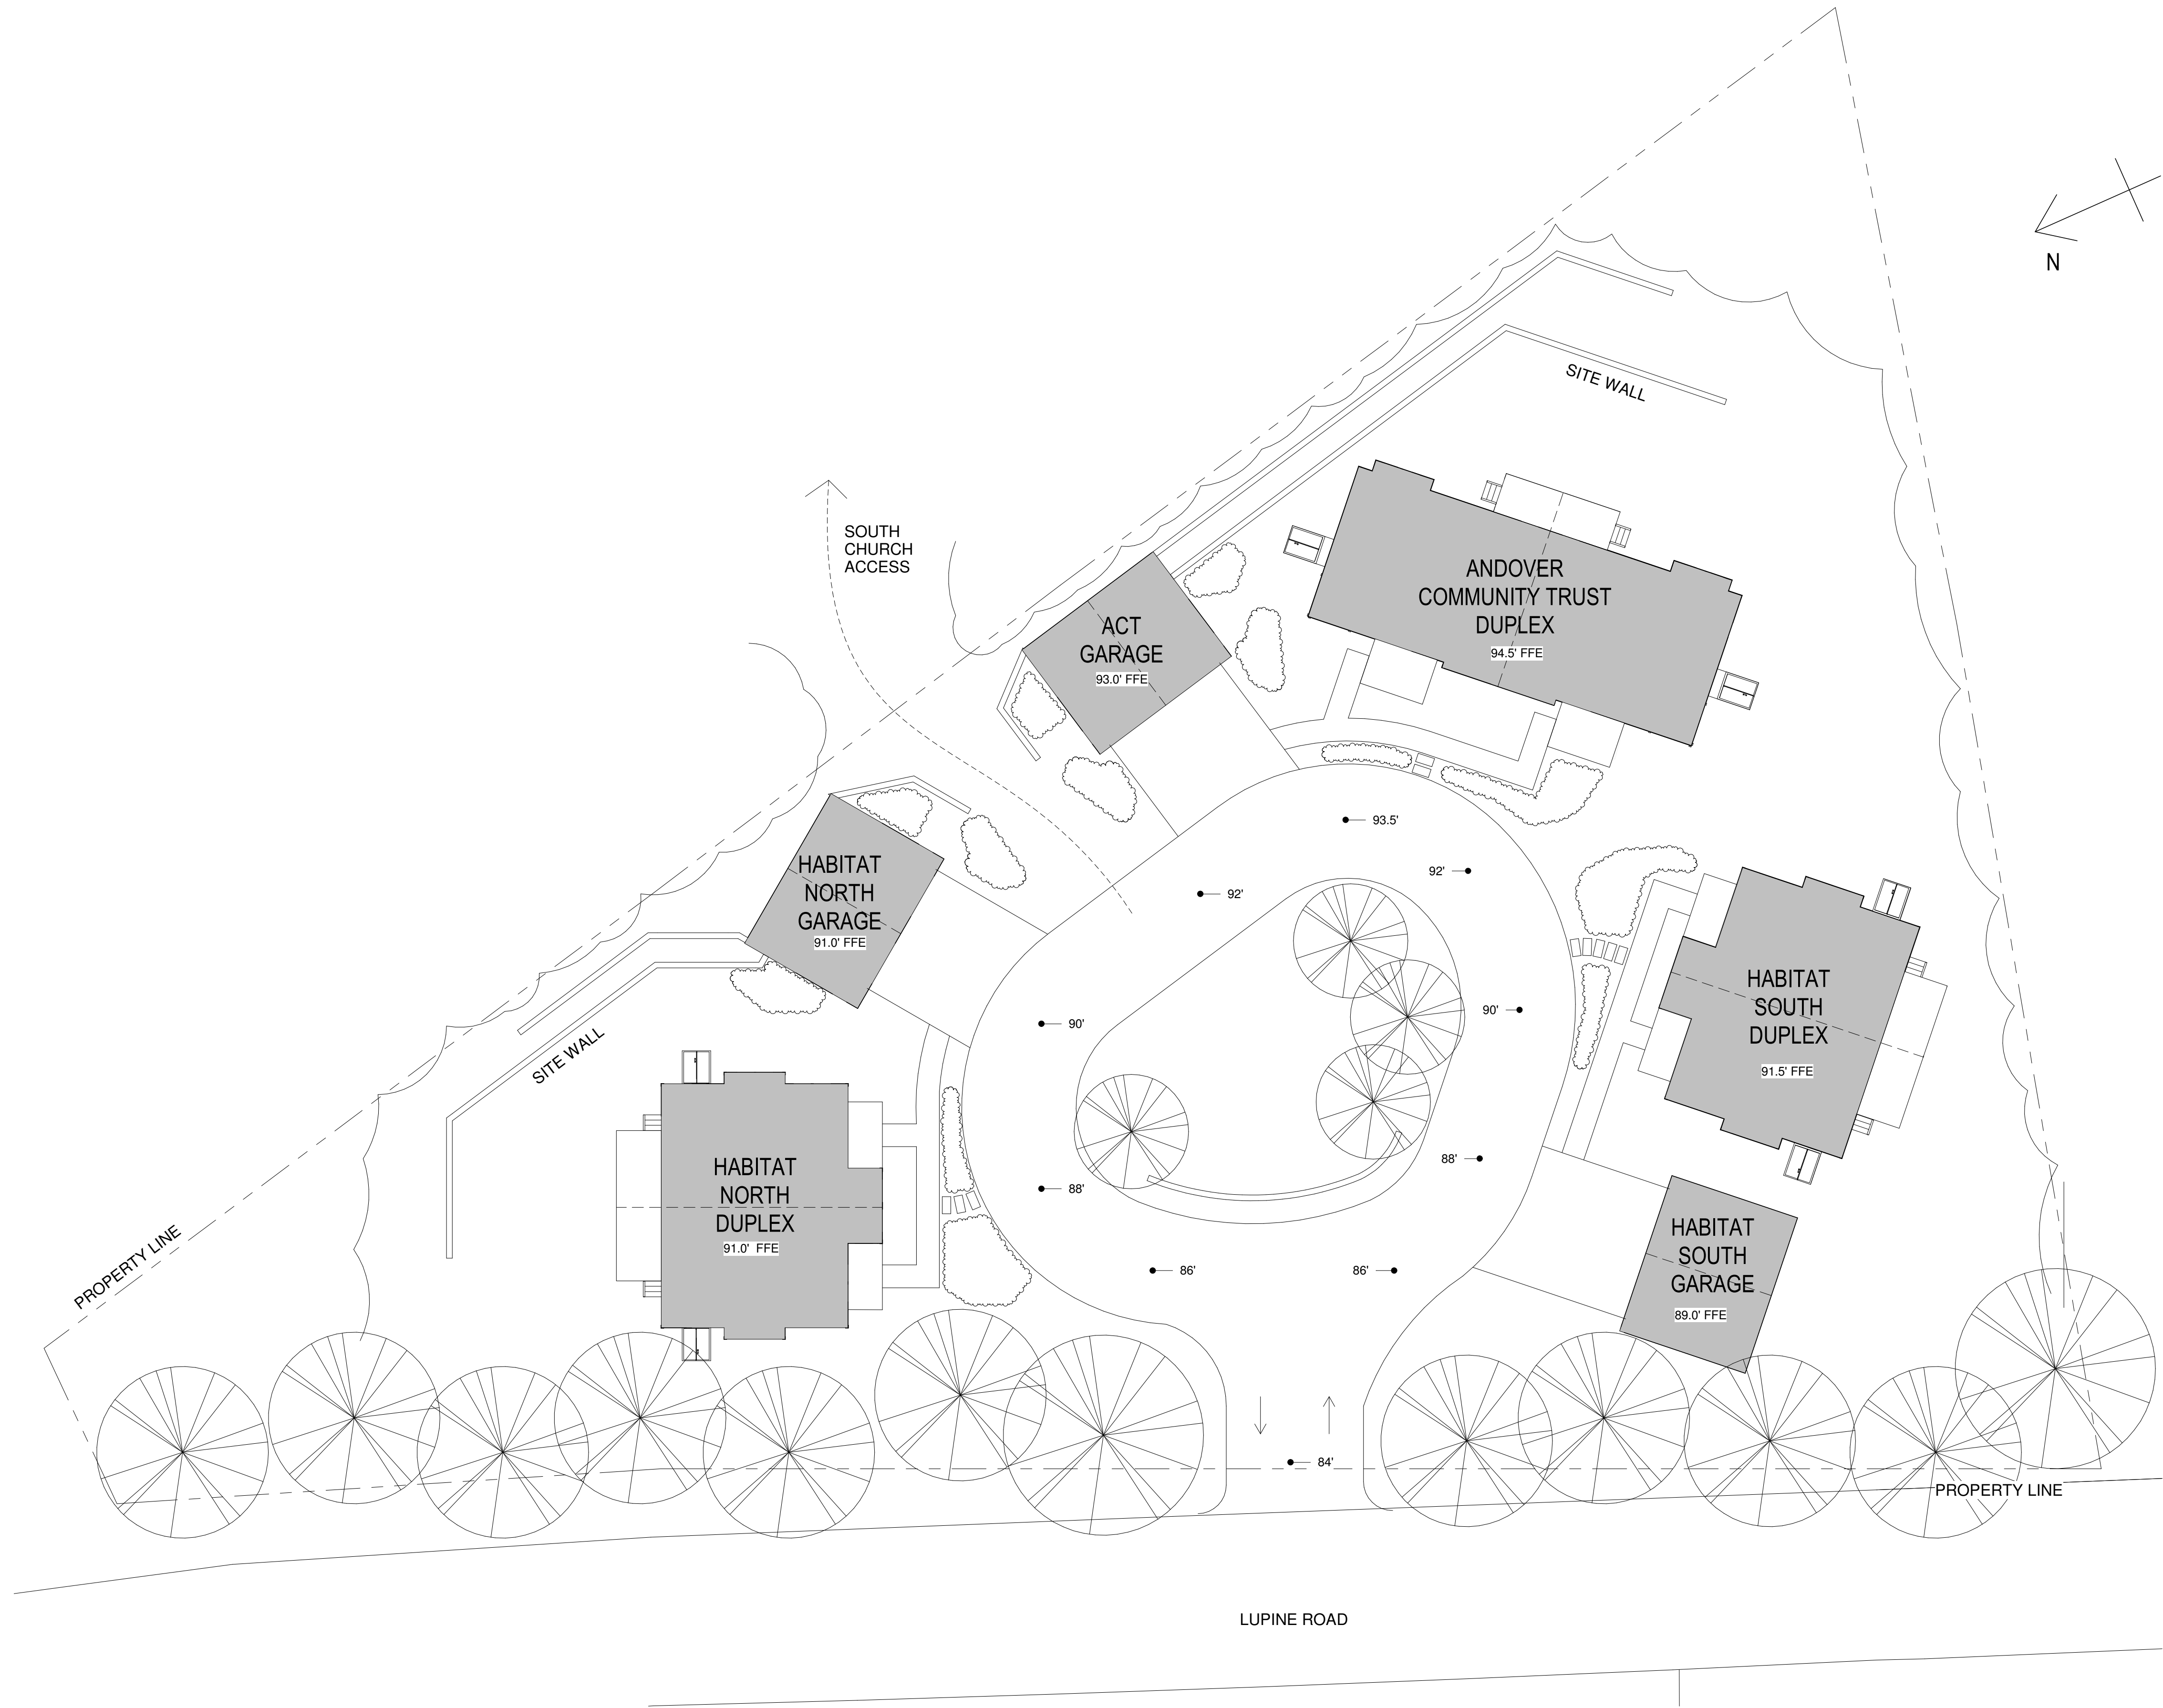 N
SITE WALL
SOUTH
CHURCH
ACCESS
ANDOVER
COMMUNITY TRUST
DUPLEX
94.5' FFE
ACT
GARAGE
93.0' FFE
93.5'
92'
92'
HABITAT
NORTH
GARAGE
91.0' FFE
90'
90'
HABITAT
SOUTH
DUPLEX
91.5' FFE
SITE WALL
HABITAT
NORTH
DUPLEX
91.0' FFE
88'
88'
HABITAT
SOUTH
GARAGE
89.0' FFE
86'
86'
PROPERTY LINE
84'
PROPERTY LINE
LUPINE ROAD